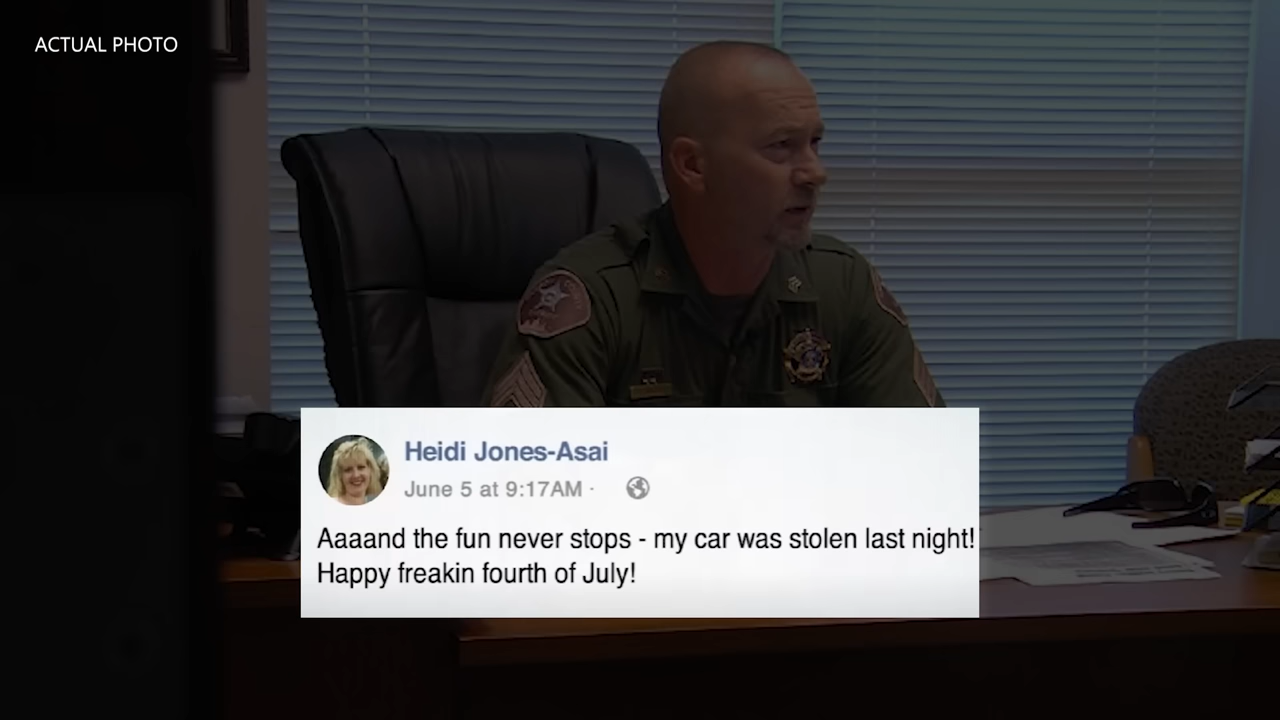 ACTUAL PHOTO
Heidi Jones-Asai
June 5 at 9:17AM ·
Aaaand the fun never stops - my car was stolen last night!
Happy freakin fourth of July!